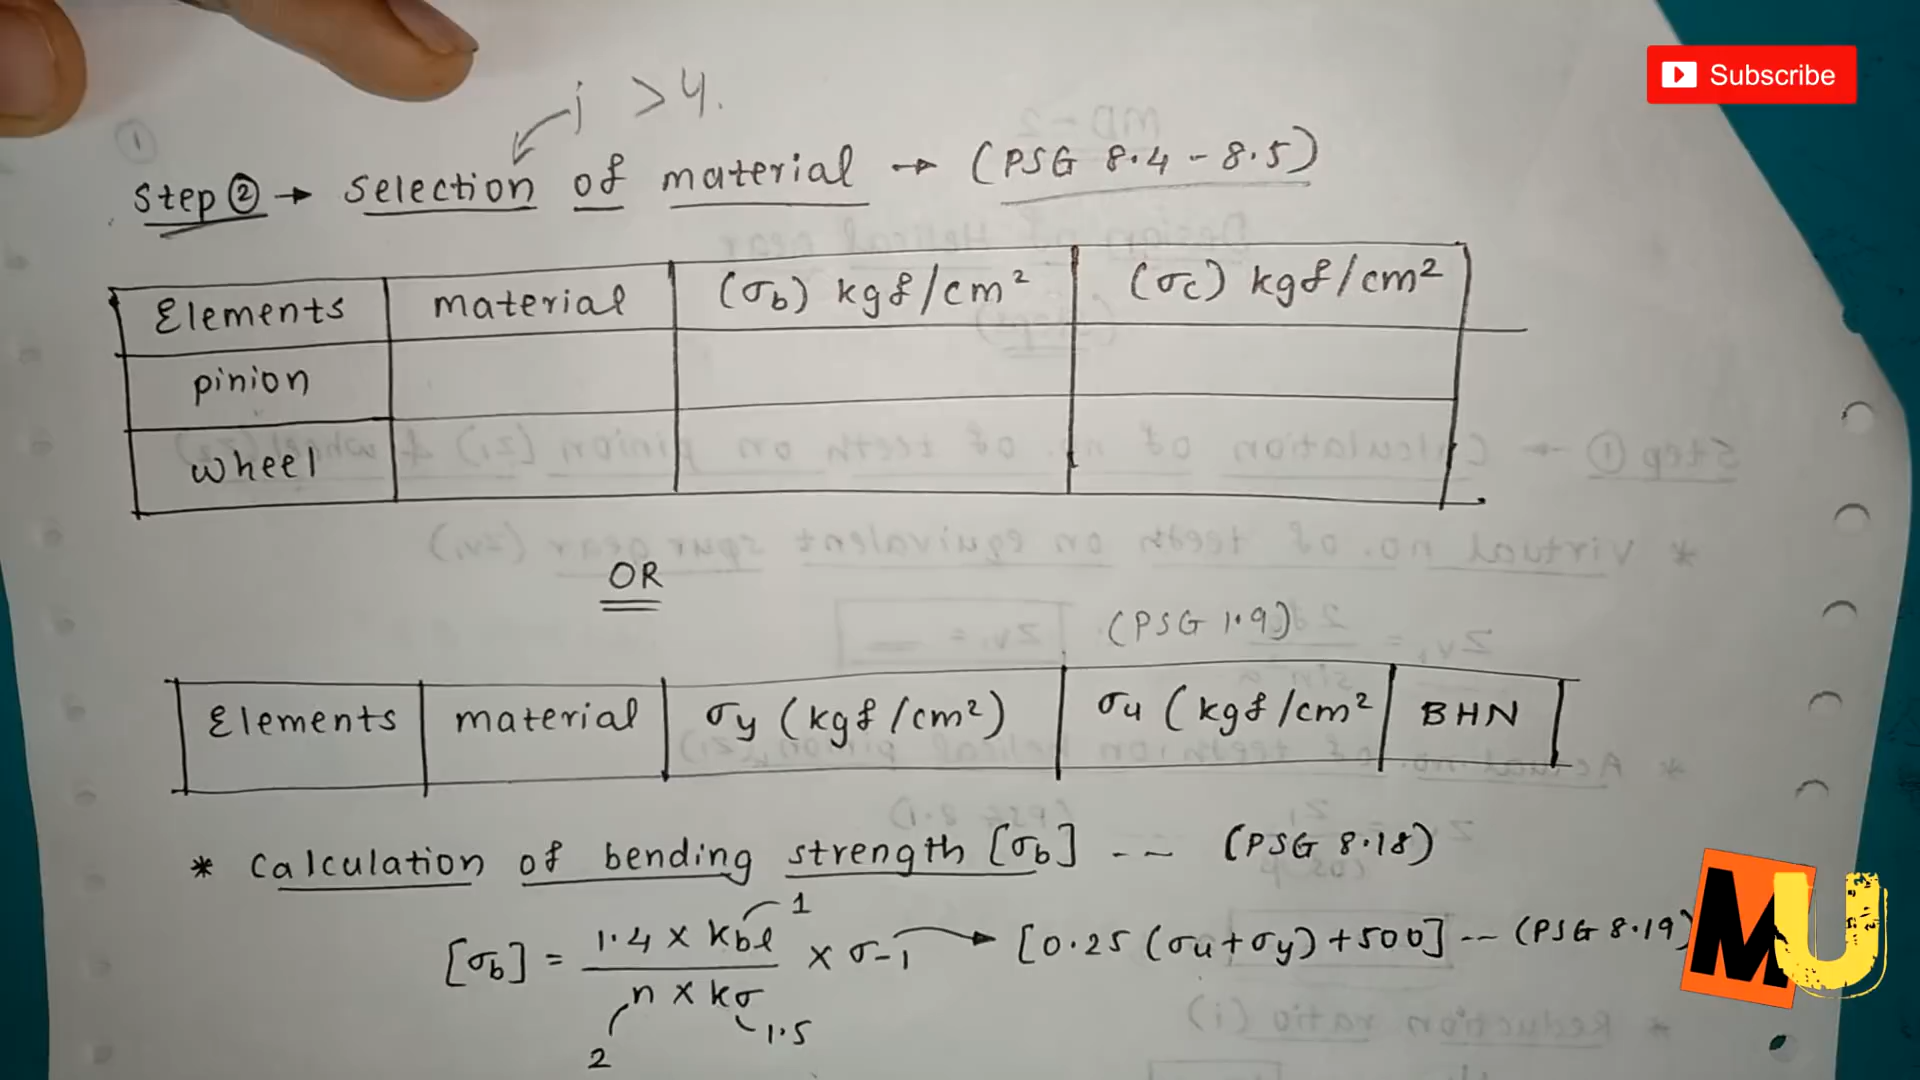 Subscribe
i > 4.
Step ② → Selection of material → (PSG 8.4 - 8.5)
Elements material (σb) kgf/cm² (σc) kgf/cm²
pinion
wheel
OR
(PSG 1.9)
Elements material σy (kgf/cm²) σu (kgf/cm² BHN
* Calculation of bending strength [σb] --- (PSG 8.18)
[σb] = 1.4 × kbl / n × kσ × σ-1 → [0.25 (σu+σy) + 500] -- (PSG 8.19)
1
2
1.5
MU